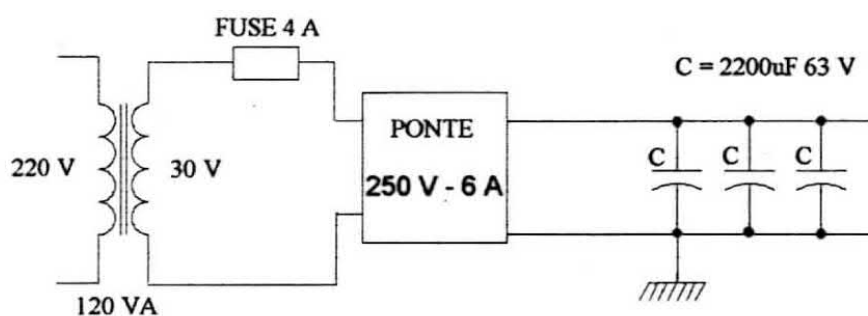 FUSE 4 A
C = 2200uF 63 V
PONTE
250 V - 6 A
220 V
30 V
C
C
C
120 VA